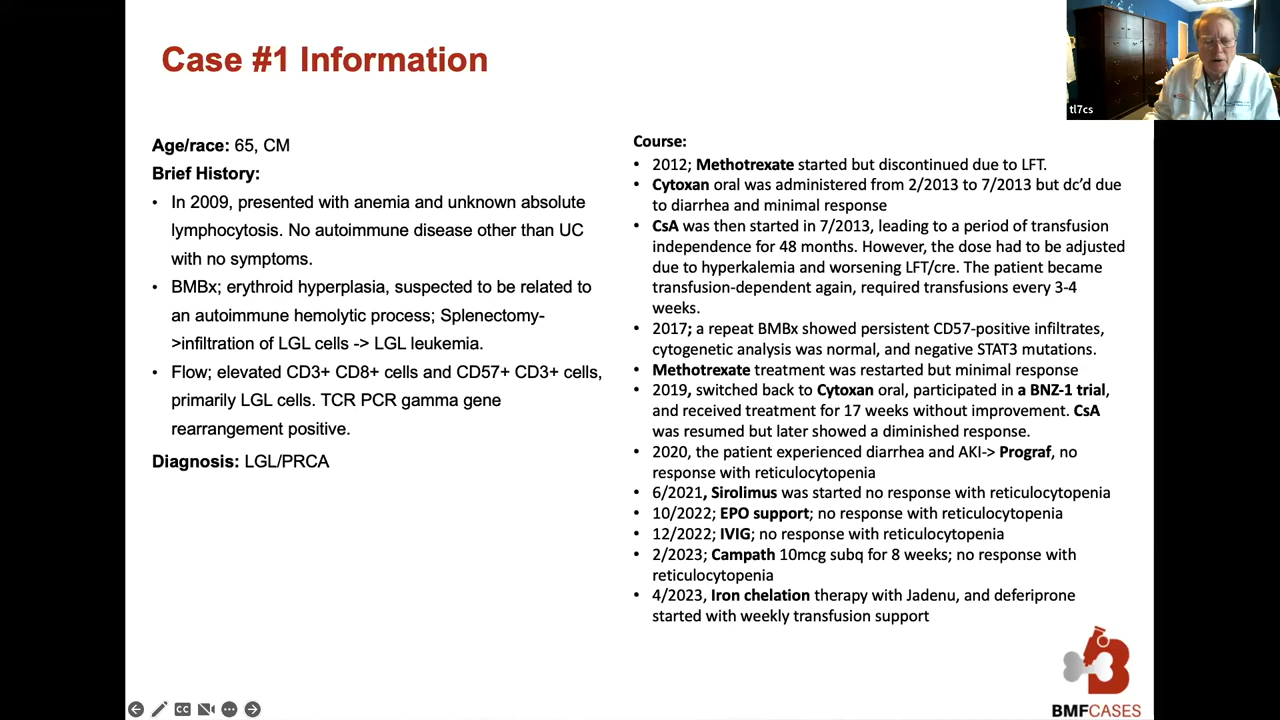 Case #1 Information
tl7cs
Age/race: 65, CM
Brief History:
• In 2009, presented with anemia and unknown absolute
lymphocytosis. No autoimmune disease other than UC
with no symptoms.
• BMBx; erythroid hyperplasia, suspected to be related to
an autoimmune hemolytic process; Splenectomy-
>infiltration of LGL cells -> LGL leukemia.
• Flow; elevated CD3+ CD8+ cells and CD57+ CD3+ cells,
primarily LGL cells. TCR PCR gamma gene
rearrangement positive.
Diagnosis: LGL/PRCA
Course:
• 2012; Methotrexate started but discontinued due to LFT.
• Cytoxan oral was administered from 2/2013 to 7/2013 but dc'd due
to diarrhea and minimal response
• CsA was then started in 7/2013, leading to a period of transfusion
independence for 48 months. However, the dose had to be adjusted
due to hyperkalemia and worsening LFT/cre. The patient became
transfusion-dependent again, required transfusions every 3-4
weeks.
• 2017; a repeat BMBx showed persistent CD57-positive infiltrates,
cytogenetic analysis was normal, and negative STAT3 mutations.
• Methotrexate treatment was restarted but minimal response
• 2019, switched back to Cytoxan oral, participated in a BNZ-1 trial,
and received treatment for 17 weeks without improvement. CsA
was resumed but later showed a diminished response.
• 2020, the patient experienced diarrhea and AKI-> Prograf, no
response with reticulocytopenia
• 6/2021, Sirolimus was started no response with reticulocytopenia
• 10/2022; EPO support; no response with reticulocytopenia
• 12/2022; IVIG; no response with reticulocytopenia
• 2/2023; Campath 10mcg subq for 8 weeks; no response with
reticulocytopenia
• 4/2023, Iron chelation therapy with Jadenu, and deferiprone
started with weekly transfusion support
B
BMFCASES
CC